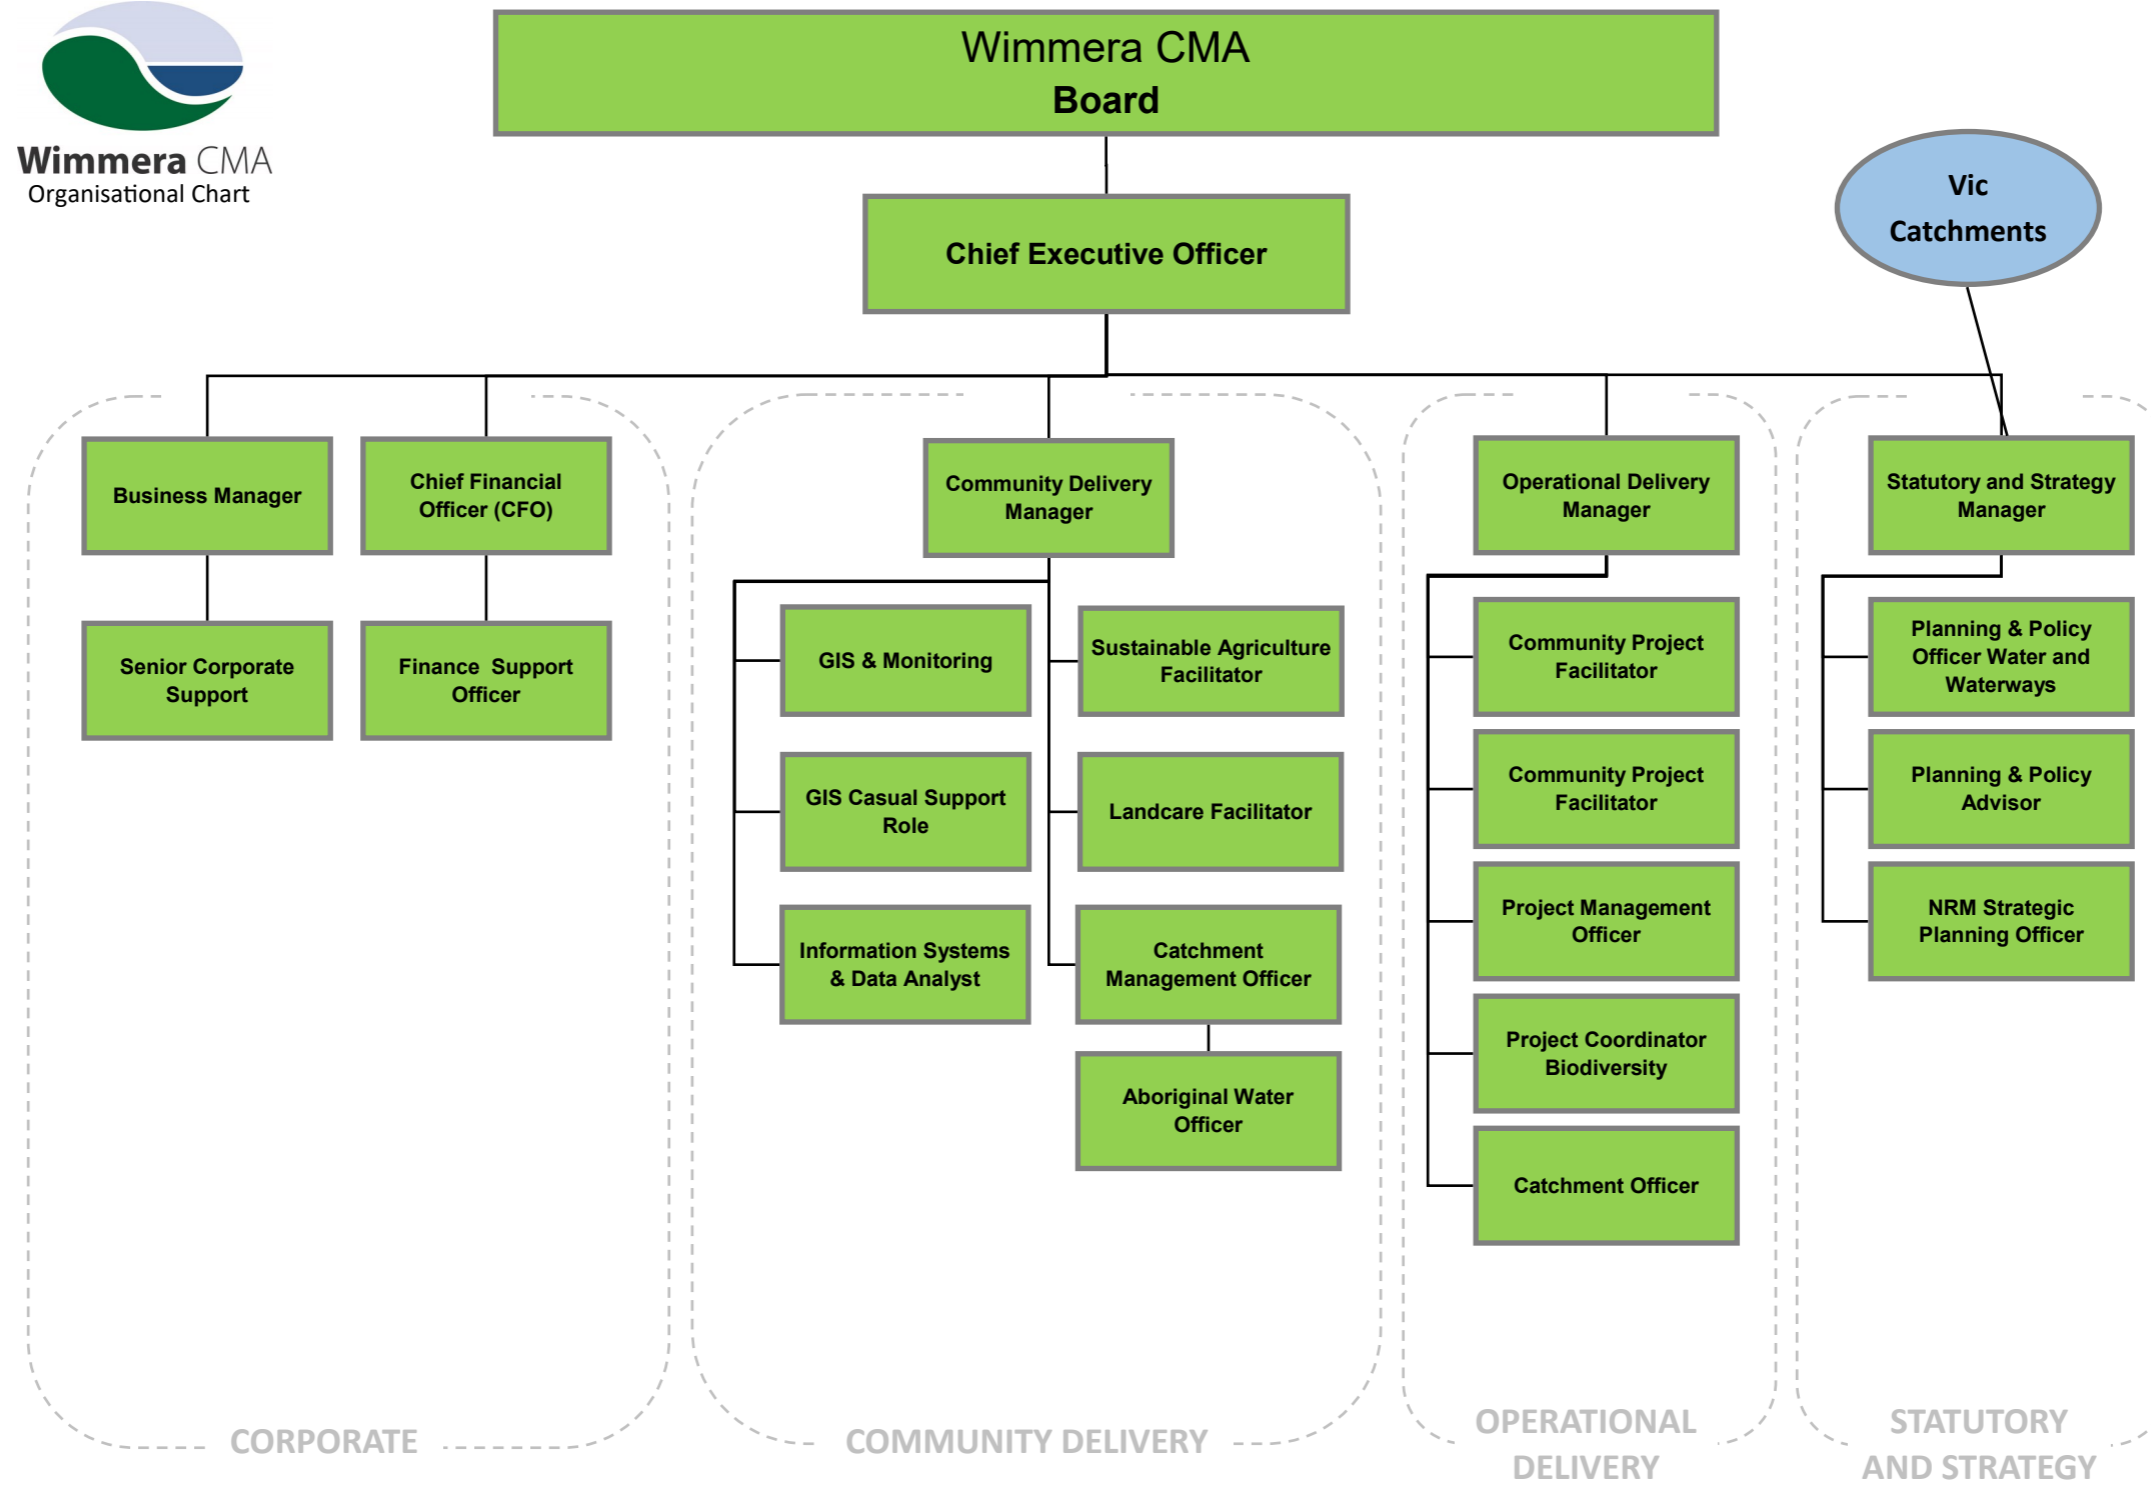 Wimmera CMA
Organisational Chart
Wimmera CMA
Board
Vic
Catchments
Chief Executive Officer
Business Manager
Chief Financial
Officer (CFO)
Community Delivery
Manager
Operational Delivery
Manager
Statutory and Strategy
Manager
Senior Corporate
Support
Finance Support
Officer
GIS & Monitoring
Sustainable Agriculture
Facilitator
GIS Casual Support
Role
Landcare Facilitator
Information Systems
& Data Analyst
Catchment
Management Officer
Aboriginal Water
Officer
Community Project
Facilitator
Community Project
Facilitator
Project Management
Officer
Project Coordinator
Biodiversity
Catchment Officer
Planning & Policy
Officer Water and
Waterways
Planning & Policy
Advisor
NRM Strategic
Planning Officer
CORPORATE
COMMUNITY DELIVERY
OPERATIONAL
DELIVERY
STATUTORY
AND STRATEGY